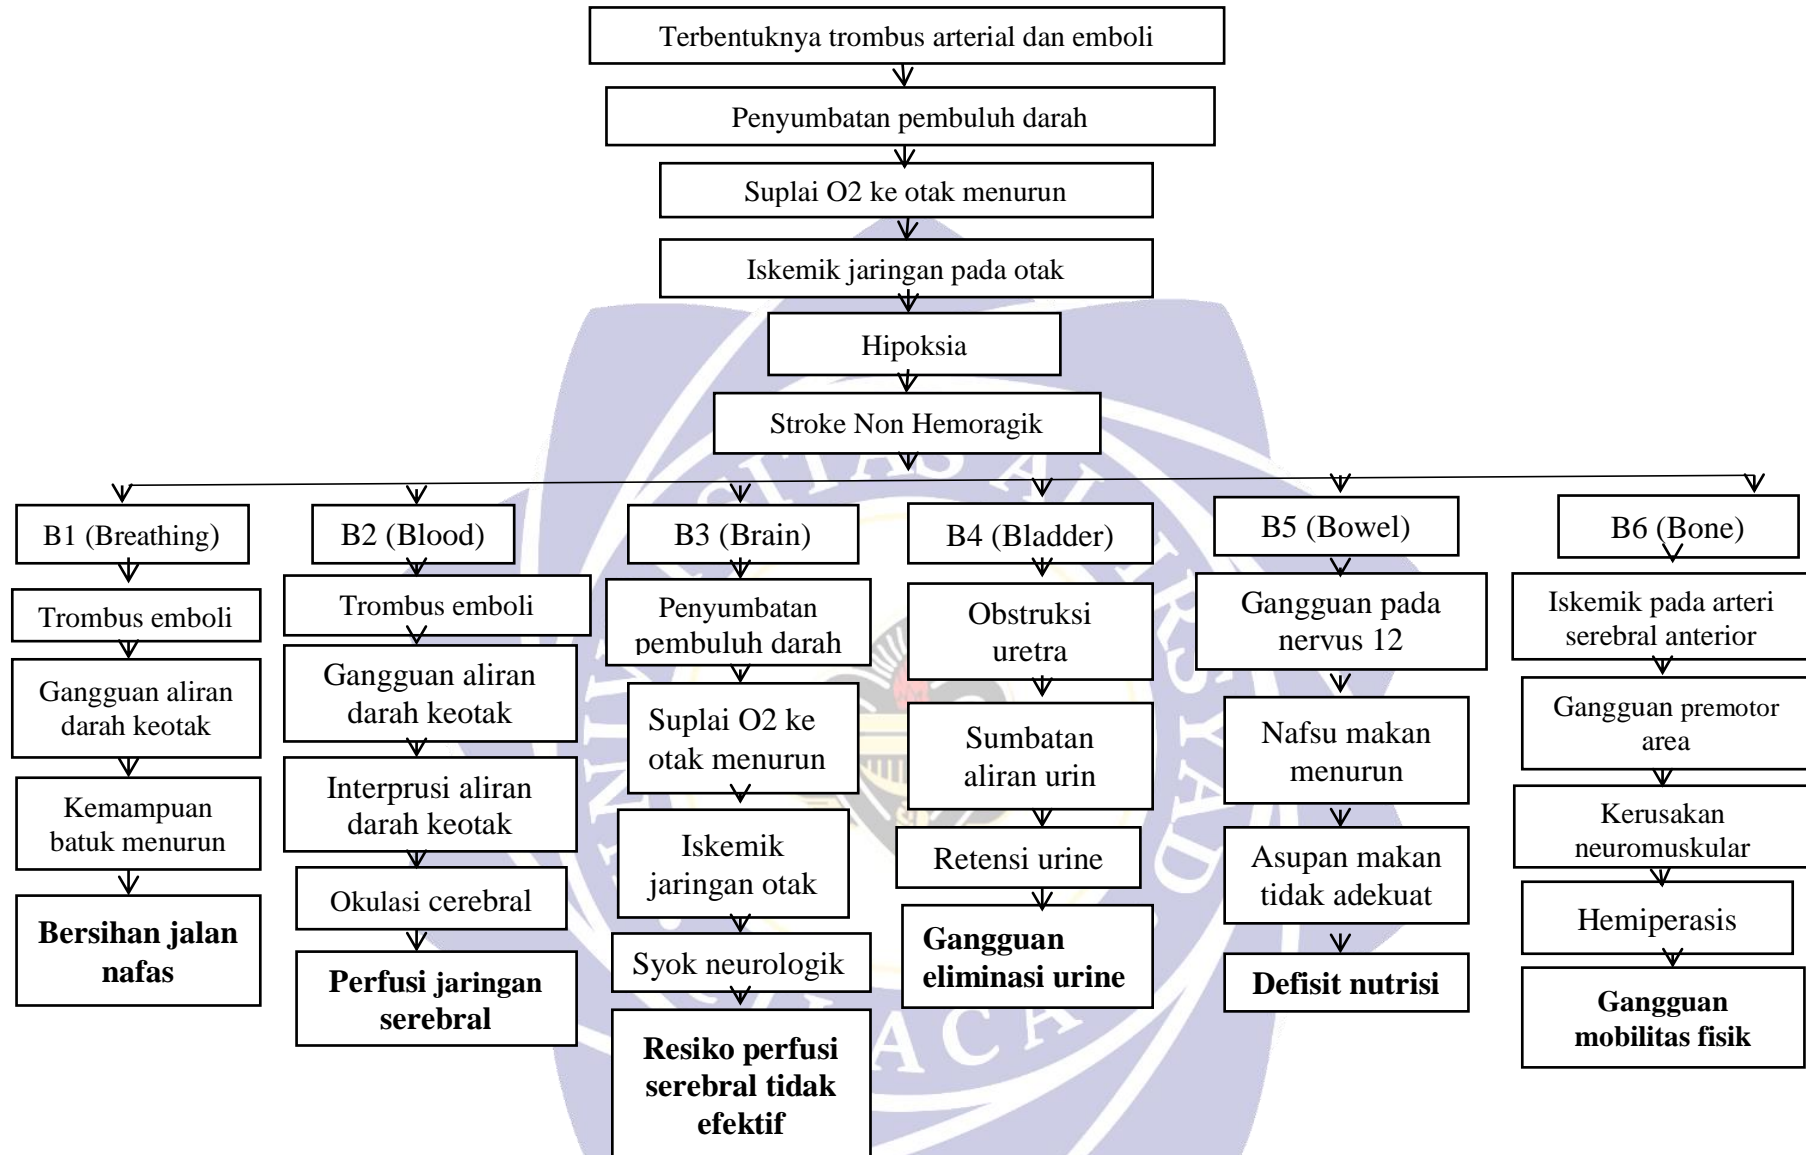 Terbentuknya trombus arterial dan emboli
Penyumbatan pembuluh darah
Suplai O2 ke otak menurun
Iskemik jaringan pada otak
Hipoksia
Stroke Non Hemoragik
B1 (Breathing)
Trombus emboli
Gangguan aliran
darah keotak
Kemampuan
batuk menurun
Bersihan jalan
nafas
B2 (Blood)
Trombus emboli
Gangguan aliran
darah keotak
Interprusi aliran
darah keotak
Okulasi cerebral
Perfusi jaringan
serebral
B3 (Brain)
Penyumbatan
pembuluh darah
Suplai O2 ke
otak menurun
Iskemik
jaringan otak
Syok neurologik
Resiko perfusi
serebral tidak
efektif
B4 (Bladder)
Obstruksi
uretra
Sumbatan
aliran urin
Retensi urine
Gangguan
eliminasi urine
B5 (Bowel)
Gangguan pada
nervus 12
Nafsu makan
menurun
Asupan makan
tidak adekuat
Defisit nutrisi
B6 (Bone)
Iskemik pada arteri
serebral anterior
Gangguan premotor
area
Kerusakan
neuromuskular
Hemiperasis
Gangguan
mobilitas fisik